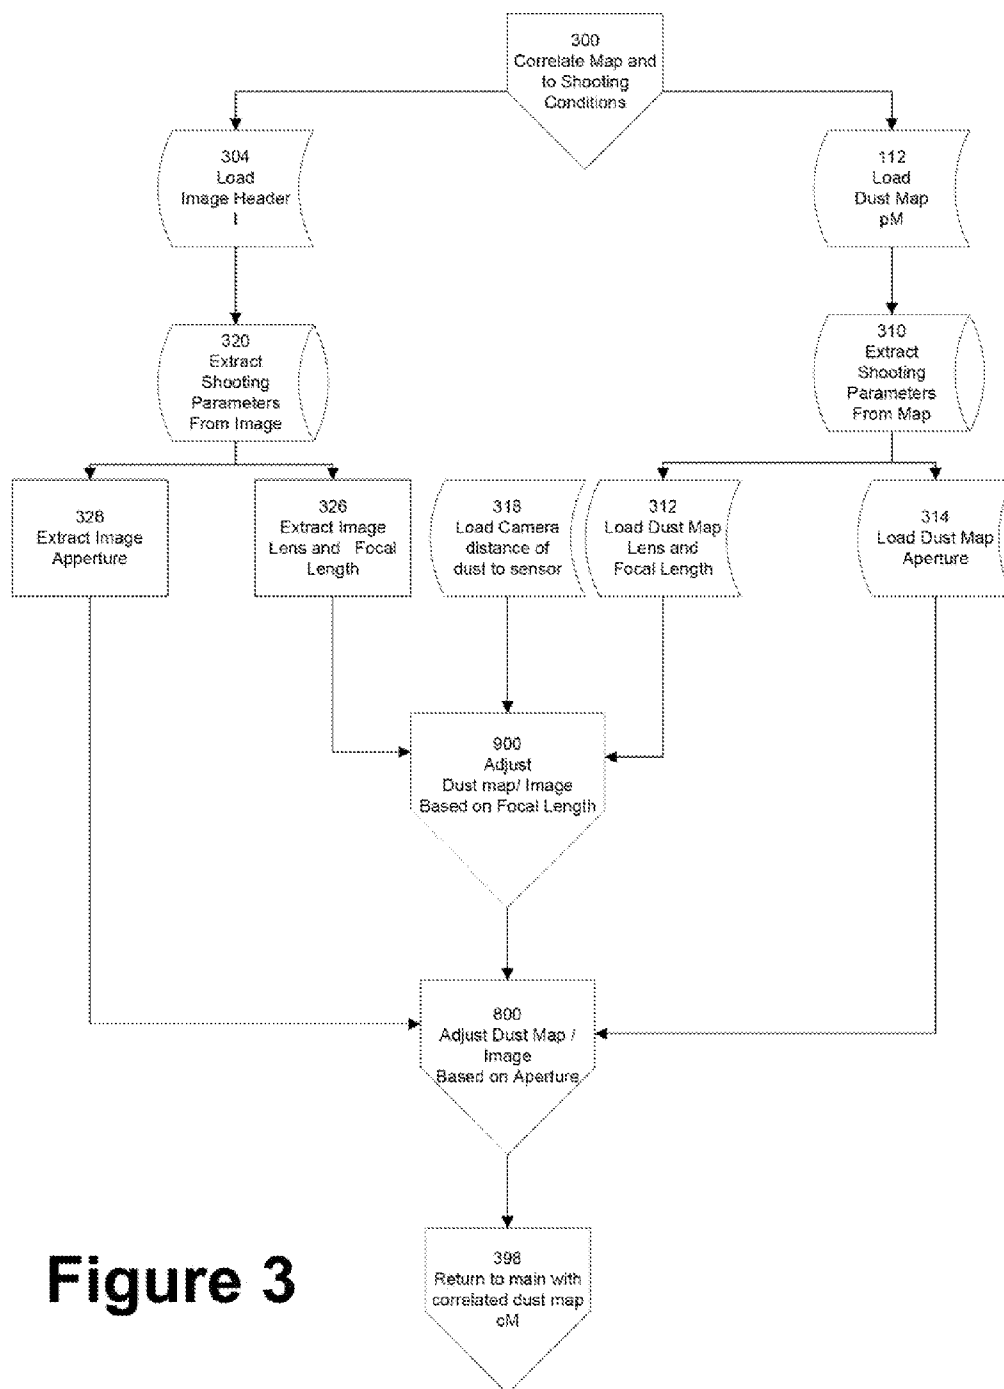 300
Correlate Map and
to Shooting
Conditions
304
Load
Image Header
I
112
Load
Dust Map
pM
320
Extract
Shooting
Parameters
From Image
310
Extract
Shooting
Parameters
From Map
328
Extract Image
Apperture
326
Extract Image
Lens and Focal
Length
318
Load Camera
distance of
dust to sensor
312
Load Dust Map
Lens and
Focal Length
314
Load Dust Map
Aperture
900
Adjust
Dust map/ Image
Based on Focal Length
800
Adjust Dust Map /
Image
Based on Aperture
398
Return to main with
correlated dust map
cM
Figure 3